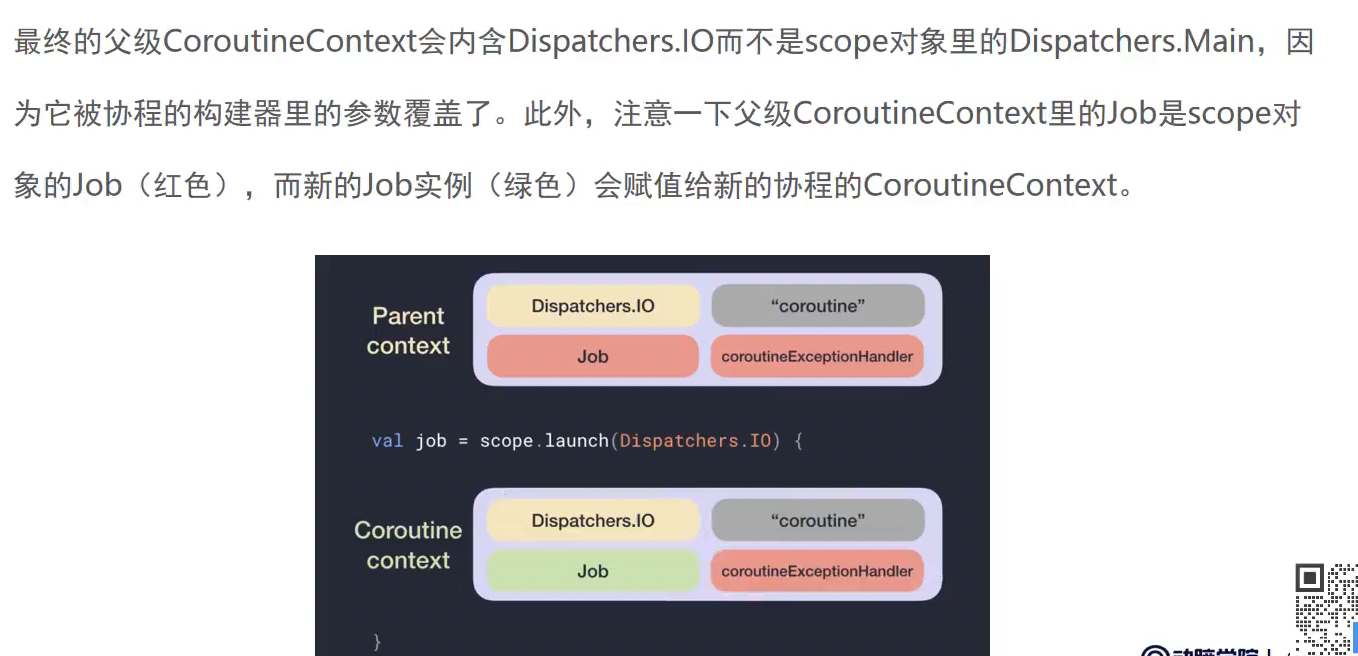 最终的父级CoroutineContext会内含Dispatchers.IO而不是scope对象里的Dispatchers.Main，因
为它被协程的构建器里的参数覆盖了。此外，注意一下父级CoroutineContext里的Job是scope对
象的Job（红色），而新的Job实例（绿色）会赋值给新的协程的CoroutineContext。
Parent
context
Dispatchers.IO
“coroutine”
Job
coroutineExceptionHandler
val job = scope.launch(Dispatchers.IO) {
Coroutine
context
Dispatchers.IO
“coroutine”
Job
coroutineExceptionHandler
}